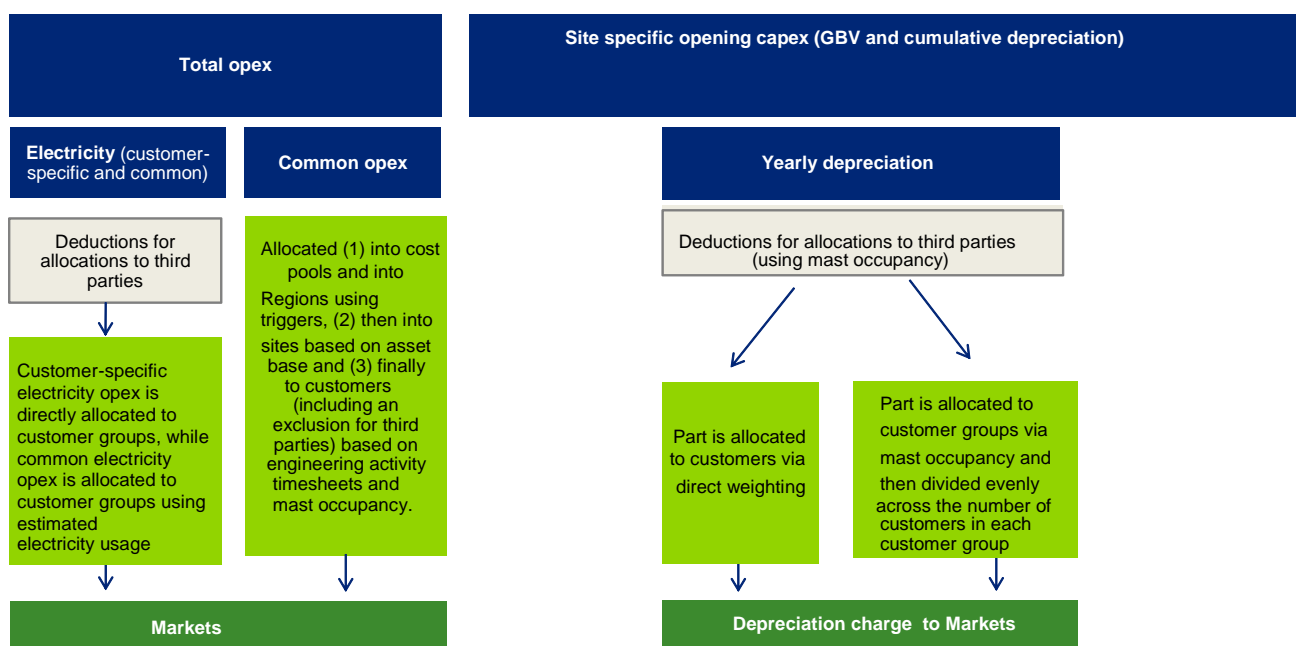 Total opex
Site specific opening capex (GBV and cumulative depreciation)
Electricity (customer-
specific and common)
Common opex
Yearly depreciation
Deductions for
allocations to third
parties
Allocated (1) into cost
pools and into
Regions using
triggers, (2) then into
sites based on asset
base and (3) finally
to customers
(including an
exclusion for third
parties) based on
engineering activity
timesheets and
mast occupancy.
Deductions for allocations to third parties
(using mast occupancy)
Customer-specific
electricity opex is
directly allocated to
customer groups, while
common electricity
opex is allocated to
customer groups using
estimated
electricity usage
Part is allocated
to customers via
direct weighting
Part is allocated to
customer groups via
mast occupancy and
then divided evenly
across the number of
customers in each
customer group
Markets
Depreciation charge to Markets